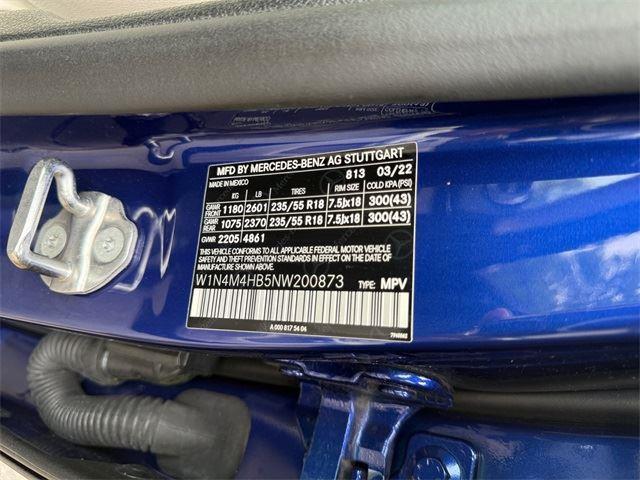 MFD BY MERCEDES-BENZ AG STUTTGART
MADE IN MEXICO 813 03/22
KG LB RIM SIZE COLD KPA(PSI)
GAWR FRONT 1180 2601 235/55 R18 7.5Jx18 300(43)
GAWR REAR 1075 2370 235/55 R18 7.5Jx18 300(43)
GVWR 2205 4861
THIS VEHICLE CONFORMS TO ALL APPLICABLE FEDERAL MOTOR VEHICLE
SAFETY AND THEFT PREVENTION STANDARDS IN EFFECT ON THE DATE OF
MANUFACTURE SHOWN ABOVE.
W1N4M4HB5NW200873 TYPE: MPV
A 000 817 54 04